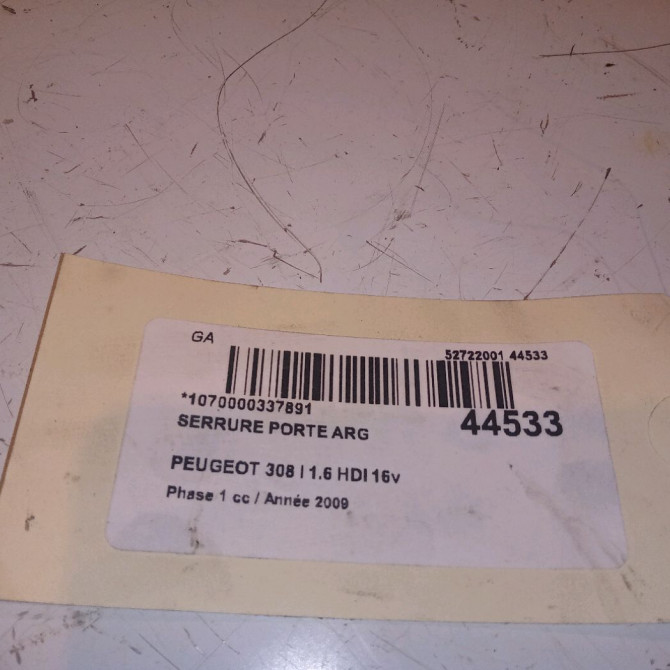 GA
52722001 44533
*1070000337891
44533
SERRURE PORTE ARG
PEUGEOT 308 I 1.6 HDI 16v
Phase 1 cc / Année 2009